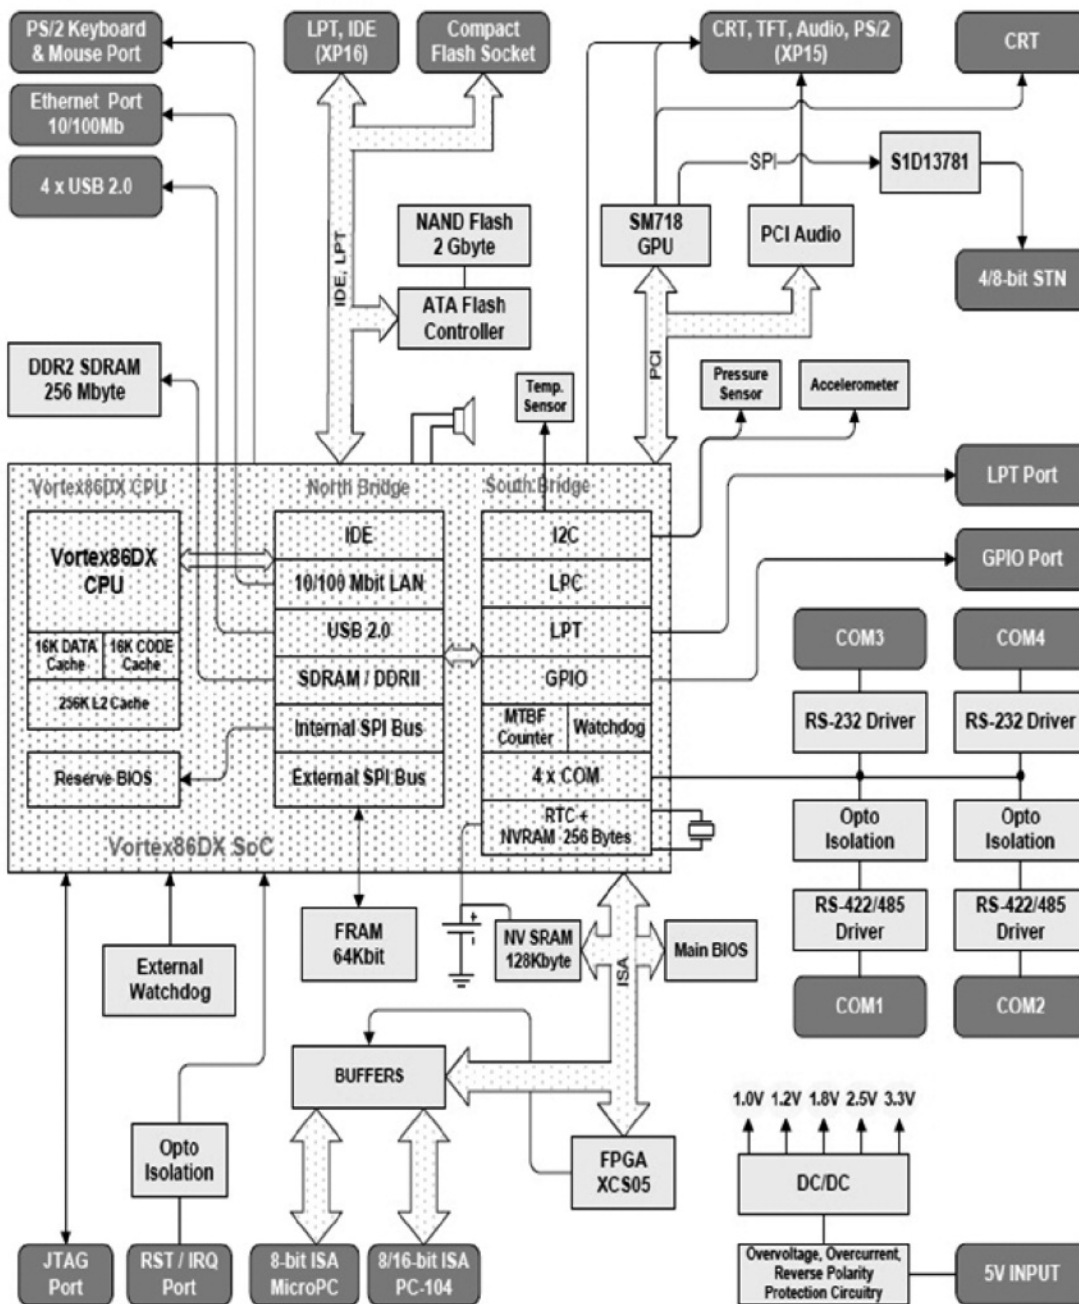 PS/2 Keyboard
& Mouse Port
LPT, IDE
(XP16)
Compact
Flash Socket
CRT, TFT, Audio, PS/2
(XP15)
CRT
Ethernet Port
10/100Mb
SPI
S1D13781
4 x USB 2.0
NAND Flash
2 Gbyte
SM718
GPU
PCI Audio
IDE, LPT
4/8-bit STN
ATA Flash
Controller
DDR2 SDRAM
256 Mbyte
PCI
Temp.
Sensor
Pressure
Sensor
Accelerometer
Vortex86DX CPU
North Bridge
South Bridge
LPT Port
Vortex86DX
CPU
IDE
I2C
10/100 Mbit LAN
LPC
GPIO Port
USB 2.0
LPT
COM3
COM4
16K DATA
Cache
16K CODE
Cache
SDRAM / DDRII
GPIO
256K L2 Cache
Internal SPI Bus
MTBF
Counter
Watchdog
RS-232 Driver
RS-232 Driver
Reserve BIOS
External SPI Bus
4 x COM
RTC +
NVRAM 256 Bytes
Opto
Isolation
Opto
Isolation
Vortex86DX SoC
FRAM
64Kbit
+
-
NV SRAM
128Kbyte
ISA
Main BIOS
RS-422/485
Driver
RS-422/485
Driver
External
Watchdog
COM1
COM2
BUFFERS
1.0V 1.2V 1.8V 2.5V 3.3V
Opto
Isolation
FPGA
XCS05
DC/DC
JTAG
Port
RST / IRQ
Port
8-bit ISA
MicroPC
8/16-bit ISA
PC-104
Overvoltage, Overcurrent,
Reverse Polarity
Protection Circuitry
5V INPUT